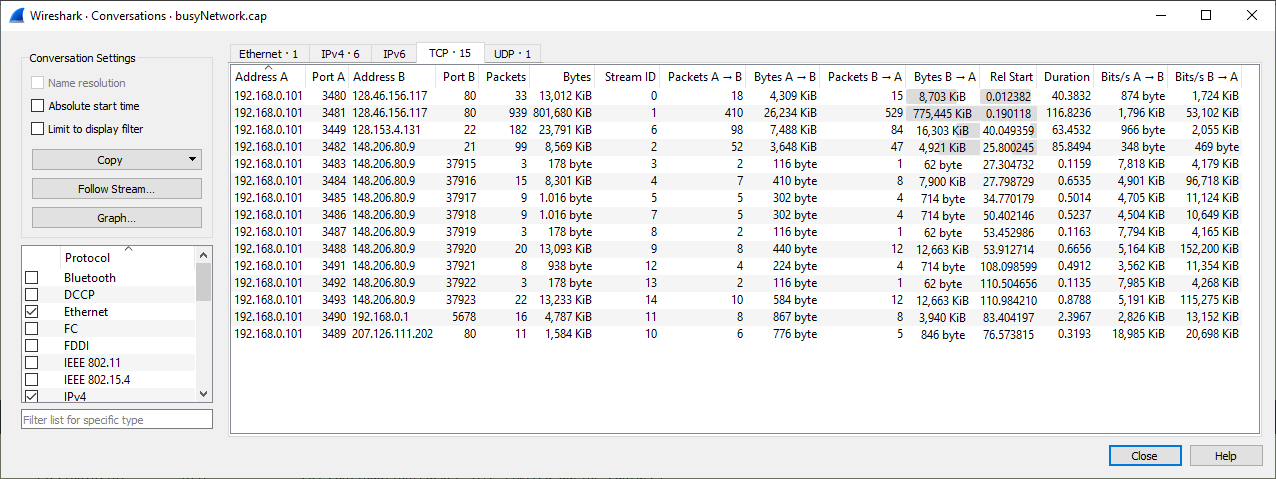 Wireshark · Conversations · busyNetwork.cap
Conversation Settings
Name resolution
Absolute start time
Limit to display filter
Copy
Follow Stream...
Graph...
Protocol
Bluetooth
DCCP
Ethernet
FC
FDDI
IEEE 802.11
IEEE 802.15.4
IPv4
Filter list for specific type
Ethernet · 1 IPv4 · 6 IPv6 TCP · 15 UDP · 1
Address A Port A Address B Port B Packets Bytes Stream ID Packets A → B Bytes A → B Packets B → A Bytes B → A Rel Start Duration Bits/s A → B Bits/s B → A
192.168.0.101 3480 128.46.156.117 80 33 13,012 KiB 0 18 4,309 KiB 15 8,703 KiB 0.012382 40.3832 874 byte 1,724 KiB
192.168.0.101 3481 128.46.156.117 80 939 801,680 KiB 1 410 26,234 KiB 529 775,445 KiB 0.190118 116.8236 1,796 KiB 53,102 KiB
192.168.0.101 3449 128.153.4.131 22 182 23,791 KiB 6 98 7,488 KiB 84 16,303 KiB 40.049359 63.4532 966 byte 2,055 KiB
192.168.0.101 3482 148.206.80.9 21 99 8,569 KiB 2 52 3,648 KiB 47 4,921 KiB 25.800245 85.8494 348 byte 469 byte
192.168.0.101 3483 148.206.80.9 37915 3 178 byte 3 2 116 byte 1 62 byte 27.304732 0.1159 7,818 KiB 4,179 KiB
192.168.0.101 3484 148.206.80.9 37916 15 8,301 KiB 4 7 410 byte 8 7,900 KiB 27.798729 0.6535 4,901 KiB 96,718 KiB
192.168.0.101 3485 148.206.80.9 37917 9 1.016 byte 5 5 302 byte 4 714 byte 34.770179 0.5014 4,705 KiB 11,124 KiB
192.168.0.101 3486 148.206.80.9 37918 9 1.016 byte 7 5 302 byte 4 714 byte 50.402146 0.5237 4,504 KiB 10,649 KiB
192.168.0.101 3487 148.206.80.9 37919 3 178 byte 8 2 116 byte 1 62 byte 53.452986 0.1163 7,794 KiB 4,165 KiB
192.168.0.101 3488 148.206.80.9 37920 20 13,093 KiB 9 8 440 byte 12 12,663 KiB 53.912714 0.6656 5,164 KiB 152,200 KiB
192.168.0.101 3491 148.206.80.9 37921 8 938 byte 12 4 224 byte 4 714 byte 108.098599 0.4912 3,562 KiB 11,354 KiB
192.168.0.101 3492 148.206.80.9 37922 3 178 byte 13 2 116 byte 1 62 byte 110.504656 0.1135 7,985 KiB 4,268 KiB
192.168.0.101 3493 148.206.80.9 37923 22 13,233 KiB 14 10 584 byte 12 12,663 KiB 110.984210 0.8788 5,191 KiB 115,275 KiB
192.168.0.101 3490 192.168.0.1 5678 16 4,787 KiB 11 8 867 byte 8 3,940 KiB 83.404197 2.3967 2,826 KiB 13,152 KiB
192.168.0.101 3489 207.126.111.202 80 11 1,584 KiB 10 6 776 byte 5 846 byte 76.573385 0.3193 18,985 KiB 20,698 KiB
Close
Help